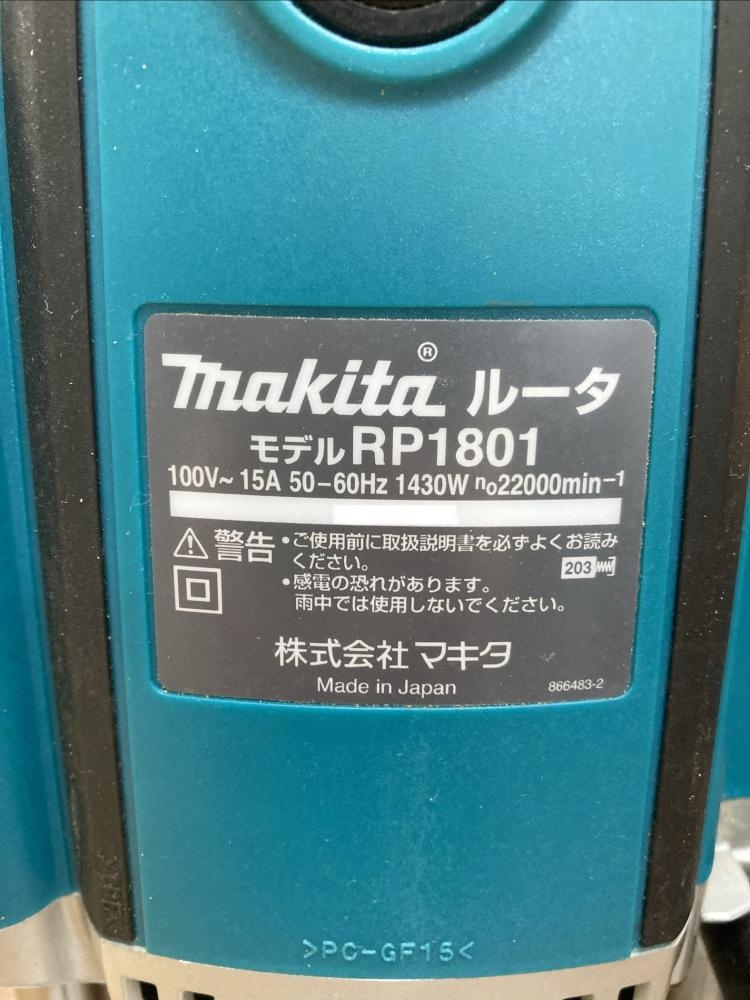 makita® ルータ
モデル RP1801
100V~ 15A 50-60Hz 1430W n₀22000min⁻¹
⚠ 警告 •ご使用前に取扱説明書を必ずよくお読み
ください。
203
•感電の恐れがあります。
雨中では使用しないでください。
株式会社 マキタ
Made in Japan
866483-2
>PC-GF15<